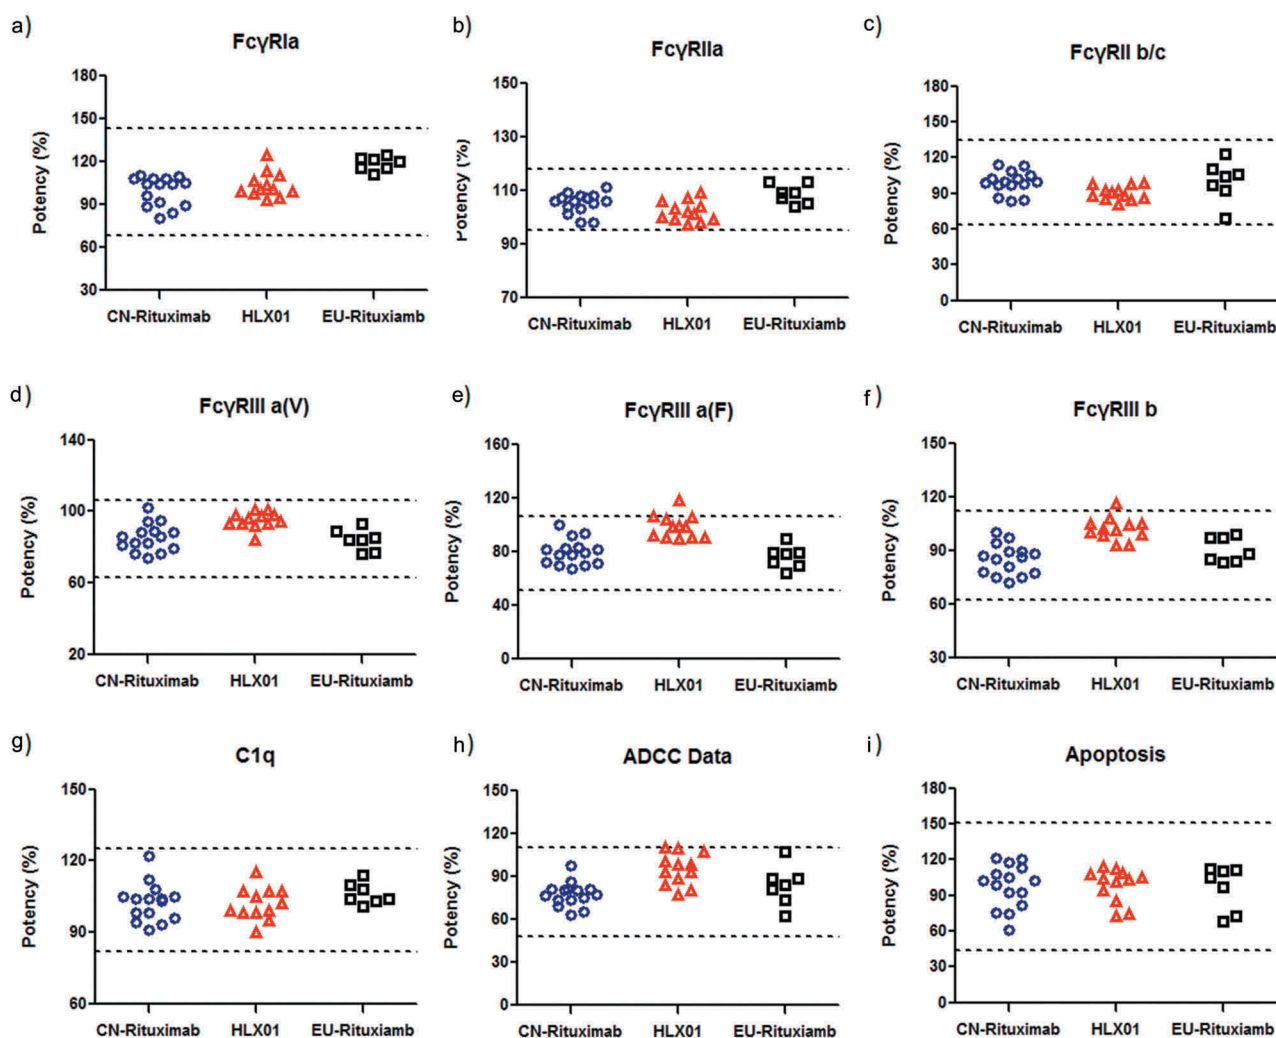 a)
FcγRIa
Potency (%)
180
150
120
90
60
30
CN-Rituximab HLX01 EU-Rituxiamb
b)
FcγRIIa
Potency (%)
150
130
110
90
70
CN-Rituximab HLX01 EU-Rituxiamb
c)
FcγRII b/c
Potency (%)
180
150
120
90
60
30
0
CN-Rituximab HLX01 EU-Rituxiamb
d)
FcγRIII a(V)
Potency (%)
140
100
60
20
CN-Rituximab HLX01 EU-Rituxiamb
e)
FcγRIII a(F)
Potency (%)
160
120
80
40
0
CN-Rituximab HLX01 EU-Rituxiamb
f)
FcγRIII b
Potency (%)
150
120
90
60
30
CN-Rituximab HLX01 EU-Rituxiamb
g)
C1q
Potency (%)
150
120
90
60
CN-Rituximab HLX01 EU-Rituxiamb
h)
ADCC Data
Potency (%)
150
120
90
60
30
0
CN-Rituximab HLX01 EU-Rituxiamb
i)
Apoptosis
Potency (%)
180
150
120
90
60
30
0
CN-Rituximab HLX01 EU-Rituxiamb